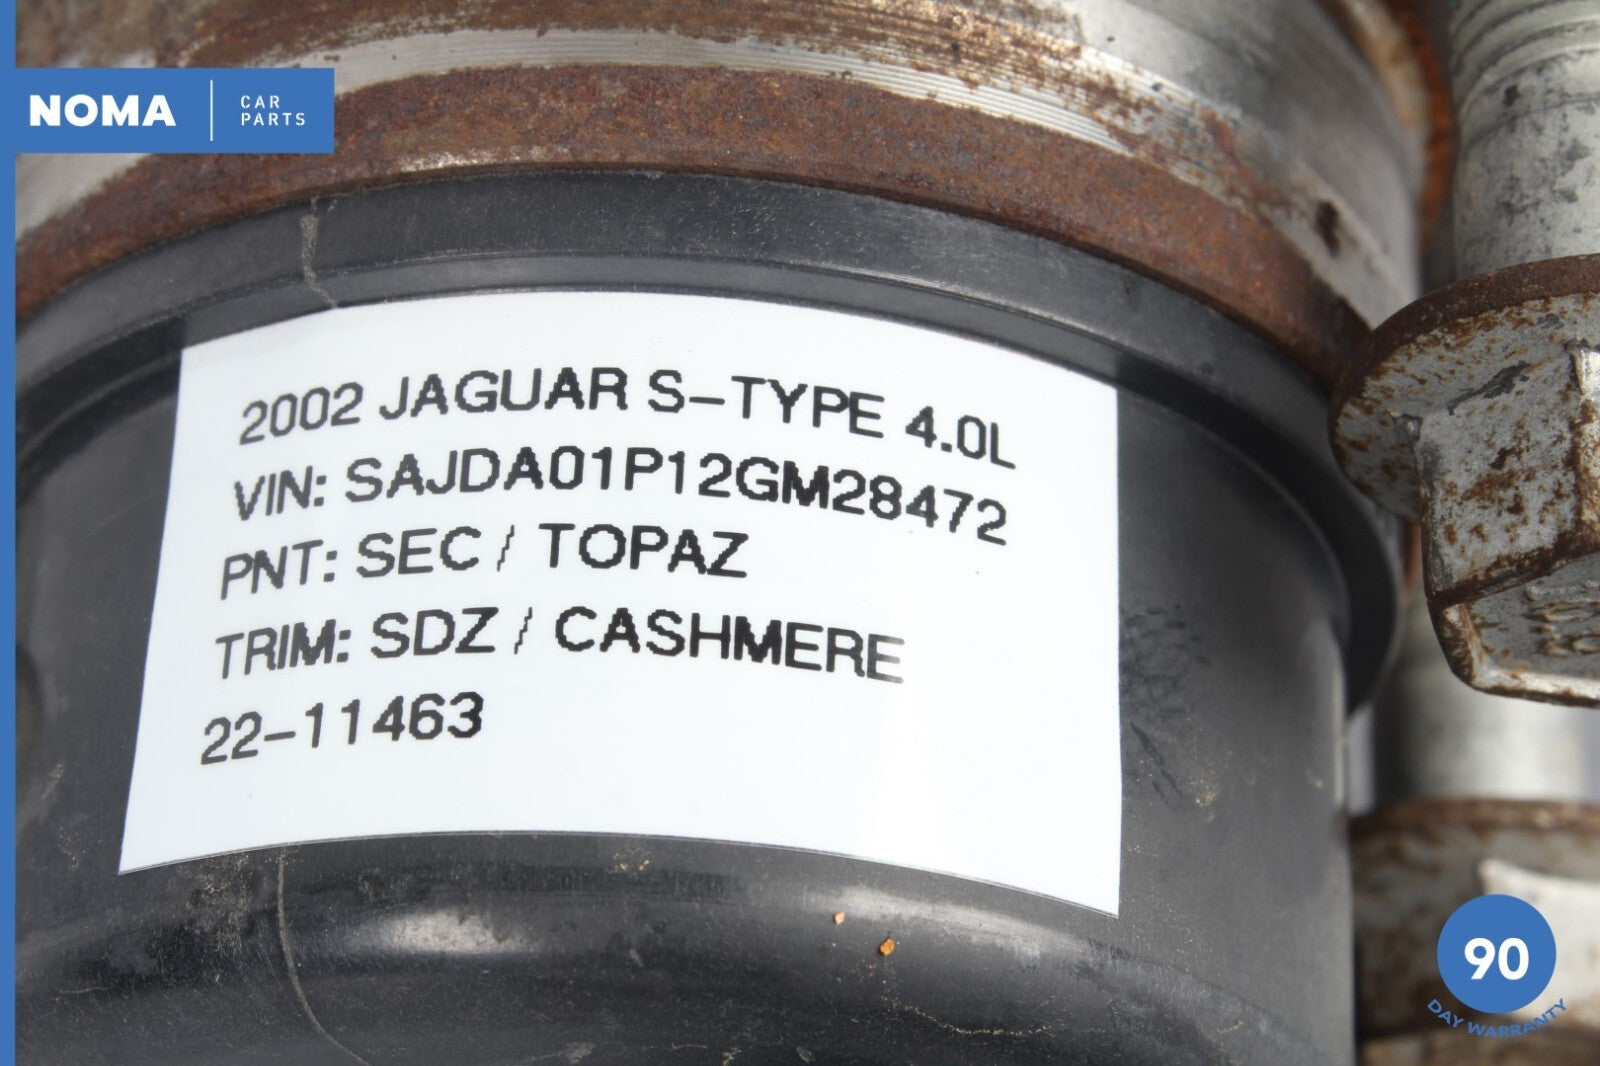 NOMA
CAR
PARTS
2002 JAGUAR S-TYPE 4.0L
VIN: SAJDA01P12GM28472
PNT: SEC / TOPAZ
TRIM: SDZ / CASHMERE
22-11463
90
DAY WARRANTY